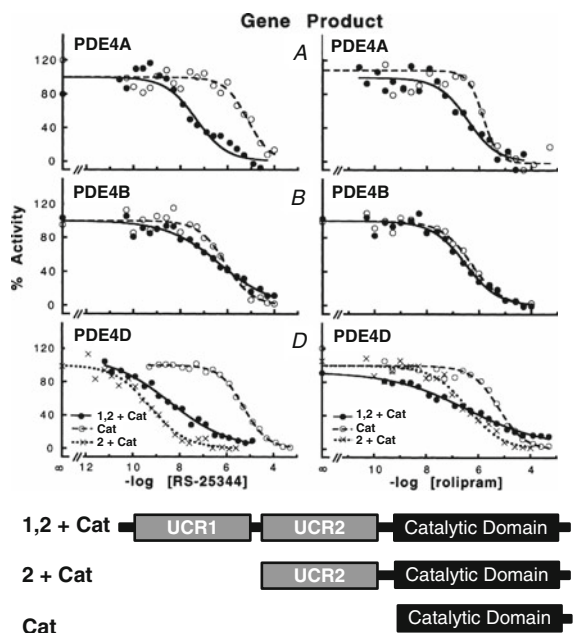 Gene Product
PDE4A A PDE4A
120
80
40
0
PDE4B B PDE4B
120
80
40
0
% Activity
PDE4D D PDE4D
120
80
40
0
1,2 + Cat
Cat
2 + Cat
1,2 + Cat
Cat
2 + Cat
∞ 12 10 8 6 4
∞ 10 8 6 4
-log [RS-25344]
-log [rolipram]
1,2 + Cat UCR1 UCR2 Catalytic Domain
2 + Cat UCR2 Catalytic Domain
Cat Catalytic Domain